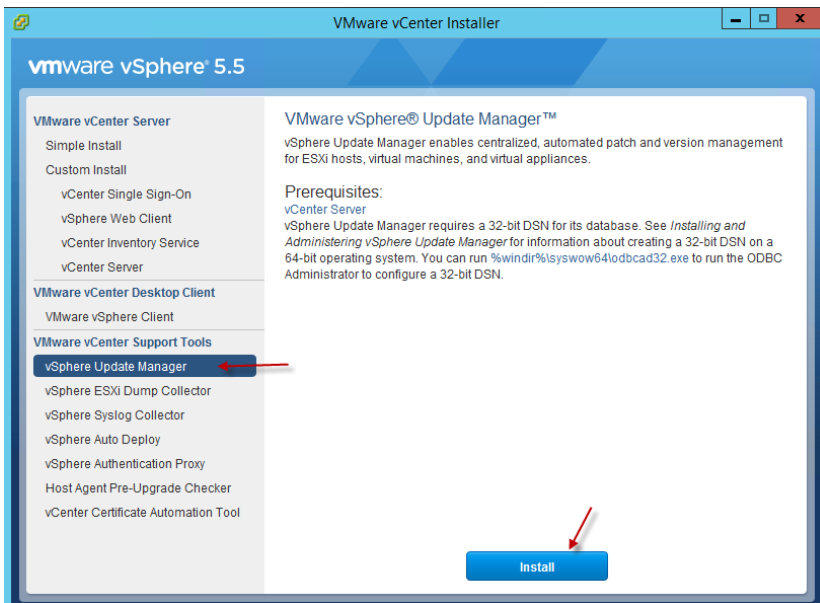 VMware vCenter Installer
vmware vSphere® 5.5
VMware vCenter Server
Simple Install
Custom Install
vCenter Single Sign-On
vSphere Web Client
vCenter Inventory Service
vCenter Server
VMware vCenter Desktop Client
VMware vSphere Client
VMware vCenter Support Tools
vSphere Update Manager
vSphere ESXi Dump Collector
vSphere Syslog Collector
vSphere Auto Deploy
vSphere Authentication Proxy
Host Agent Pre-Upgrade Checker
vCenter Certificate Automation Tool
VMware vSphere® Update Manager™
vSphere Update Manager enables centralized, automated patch and version management
for ESXi hosts, virtual machines, and virtual appliances.
Prerequisites:
vCenter Server
vSphere Update Manager requires a 32-bit DSN for its database. See Installing and
Administering vSphere Update Manager for information about creating a 32-bit DSN on a
64-bit operating system. You can run %windir%\syswow64\odbcad32.exe to run the ODBC
Administrator to configure a 32-bit DSN.
Install